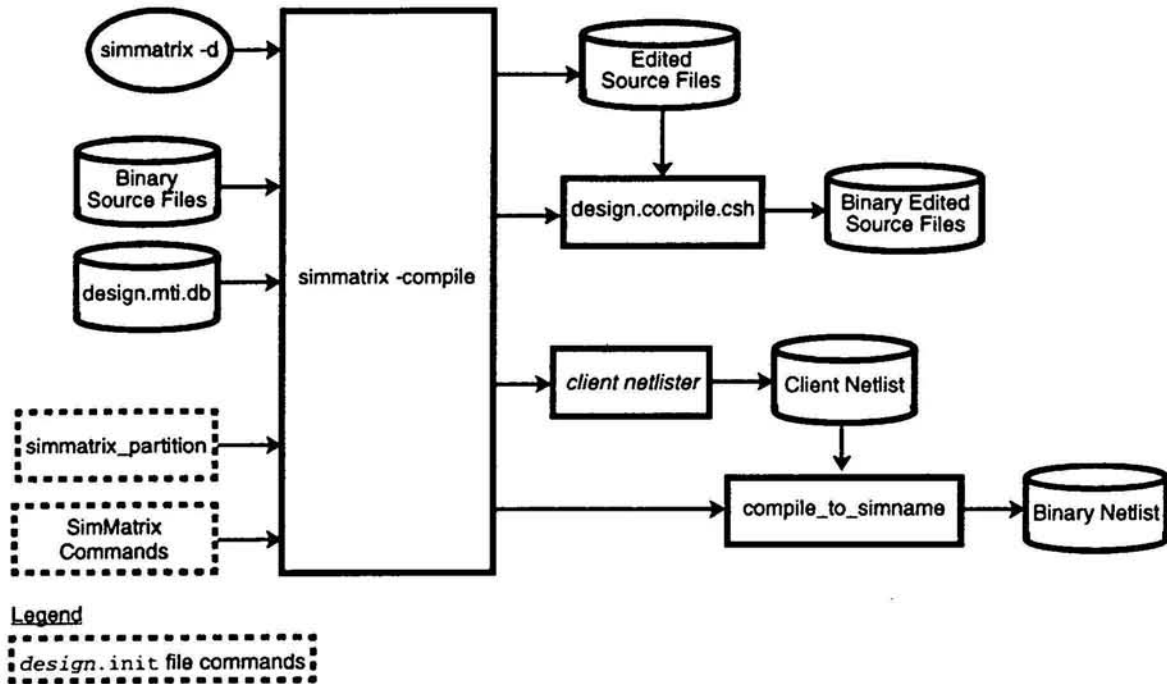 simmatrix -d
Edited
Source Files
Binary
Source Files
design.compile.csh
Binary Edited
Source Files
simmatrix -compile
design.mti.db
client netlister
Client Netlist
simmatrix_partition
compile_to_simname
Binary Netlist
SimMatrix
Commands
Legend
design.init file commands